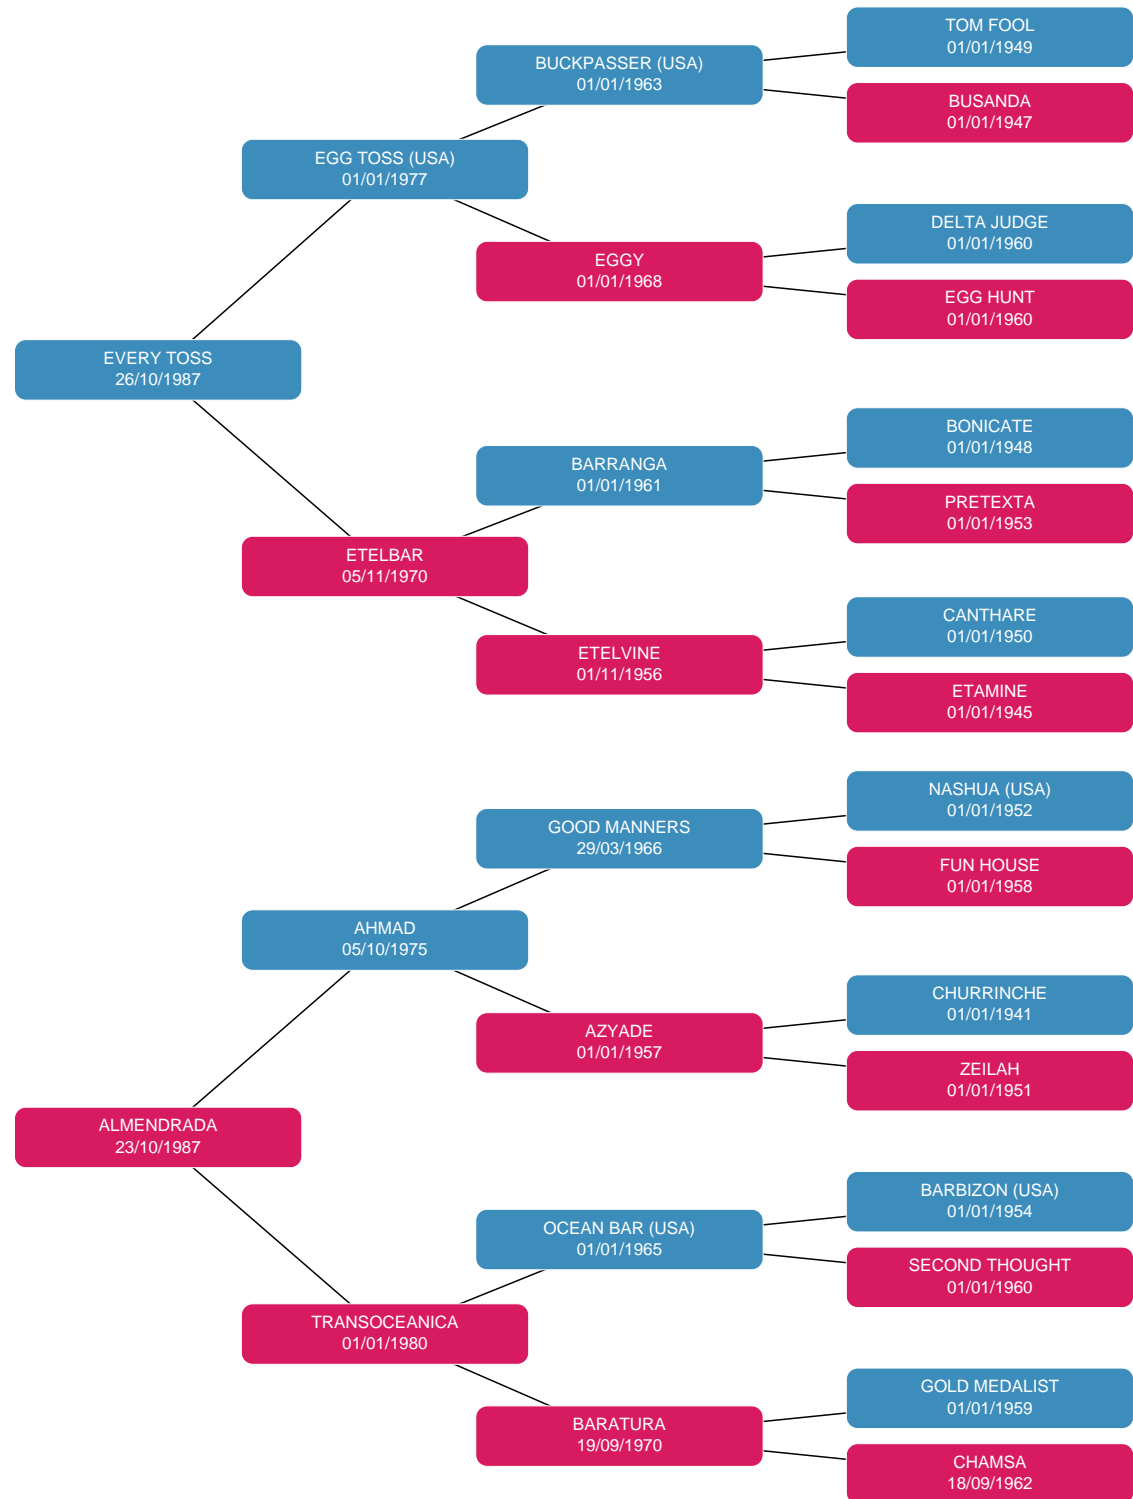 TOM FOOL
01/01/1949
BUCKPASSER (USA)
01/01/1963
BUSANDA
01/01/1947
EGG TOSS (USA)
01/01/1977
DELTA JUDGE
01/01/1960
EGGY
01/01/1968
EGG HUNT
01/01/1960
EVERY TOSS
26/10/1987
BONICATE
01/01/1948
BARRANGA
01/01/1961
PRETEXTA
01/01/1953
ETELBAR
05/11/1970
CANTHARE
01/01/1950
ETELVINE
01/11/1956
ETAMINE
01/01/1945
NASHUA (USA)
01/01/1952
GOOD MANNERS
29/03/1966
FUN HOUSE
01/01/1958
AHMAD
05/10/1975
CHURRINCHE
01/01/1941
AZYADE
01/01/1957
ZEILAH
01/01/1951
ALMENDRADA
23/10/1987
BARBIZON (USA)
01/01/1954
OCEAN BAR (USA)
01/01/1965
SECOND THOUGHT
01/01/1960
TRANSOCEANICA
01/01/1980
GOLD MEDALIST
01/01/1959
BARATURA
19/09/1970
CHAMSA
18/09/1962